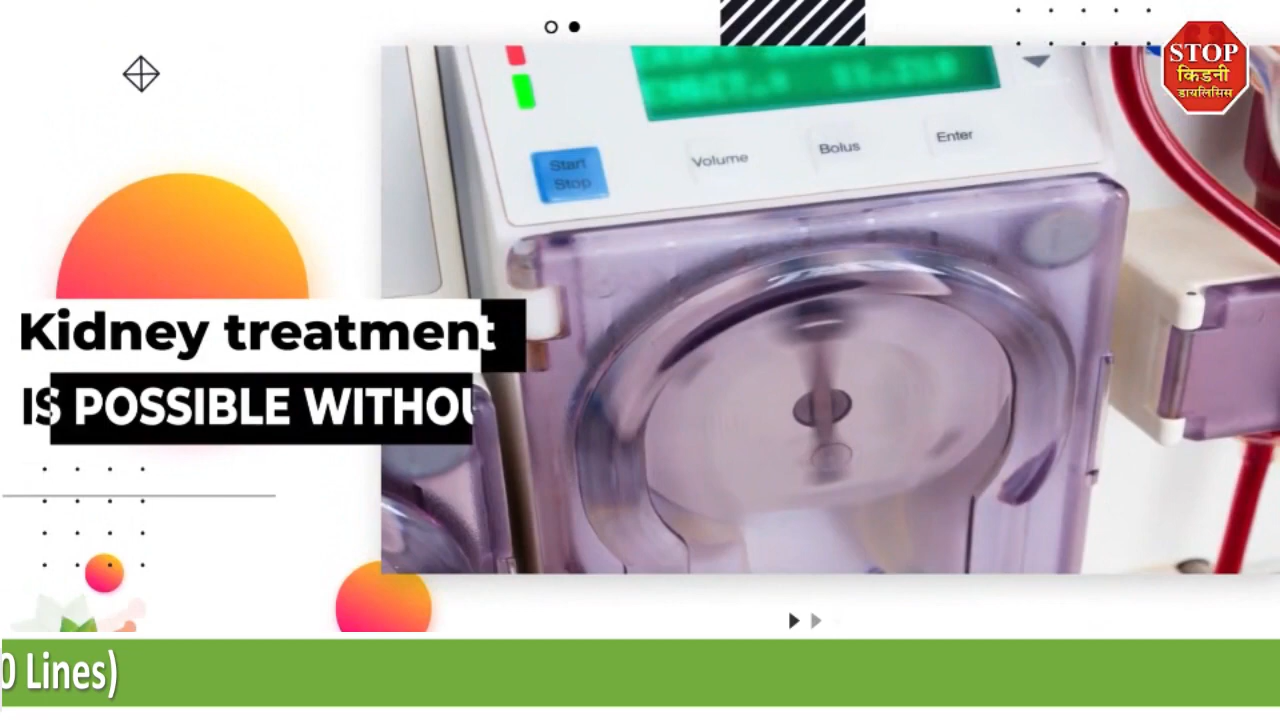 STOP
किडनी
डायलिसिस
Start
Stop
Volume
Bolus
Enter
Kidney treatment
IS POSSIBLE WITHOU
0 Lines)